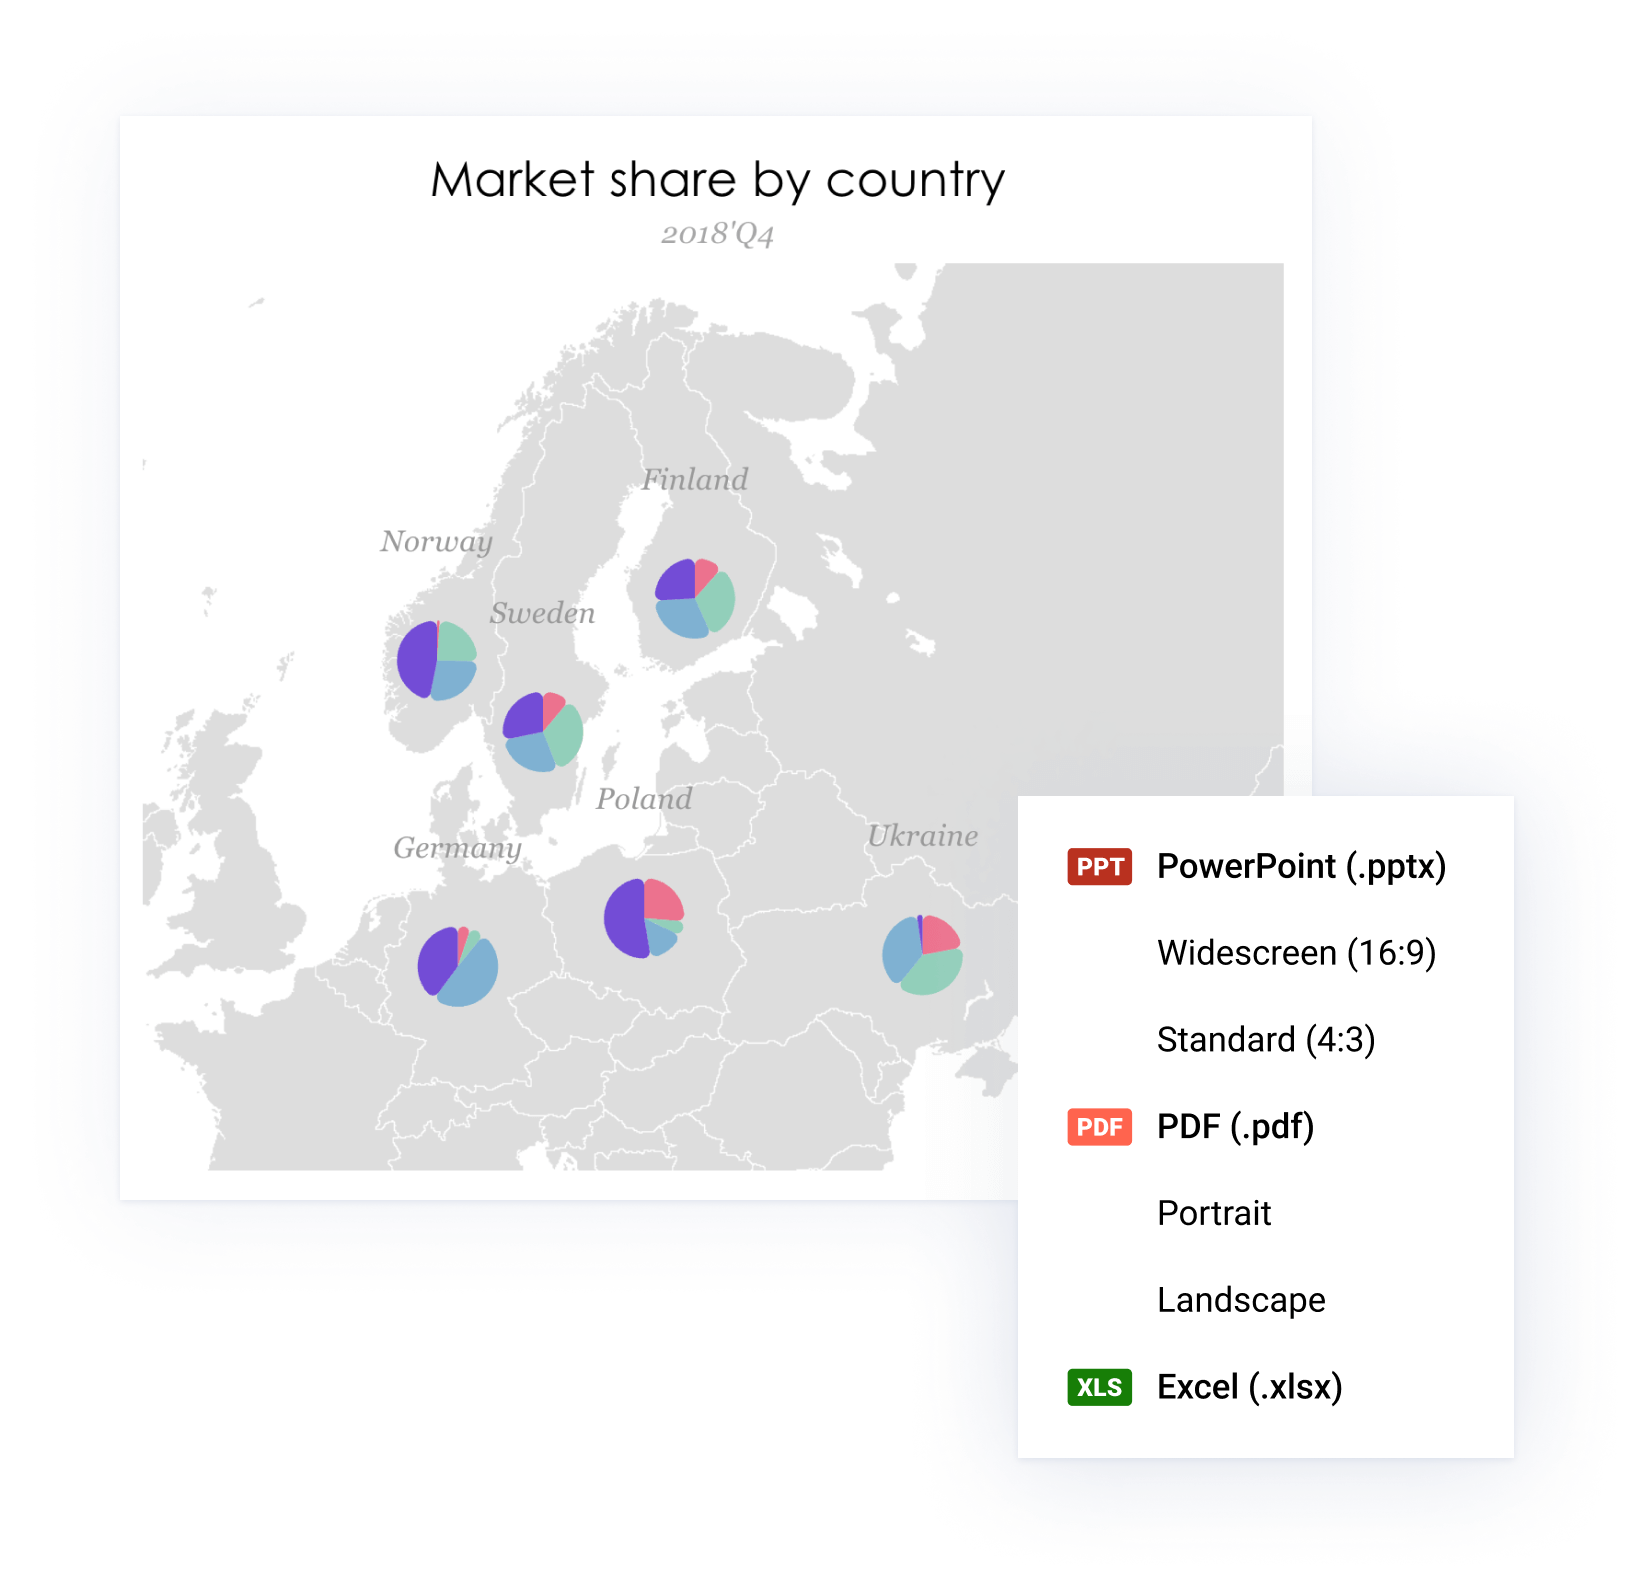 Market share by country
2018'Q4
Finland
Norway
Sweden
Poland
Ukraine
Germany
PPT PowerPoint (.pptx)
Widescreen (16:9)
Standard (4:3)
PDF PDF (.pdf)
Portrait
Landscape
XLS Excel (.xlsx)